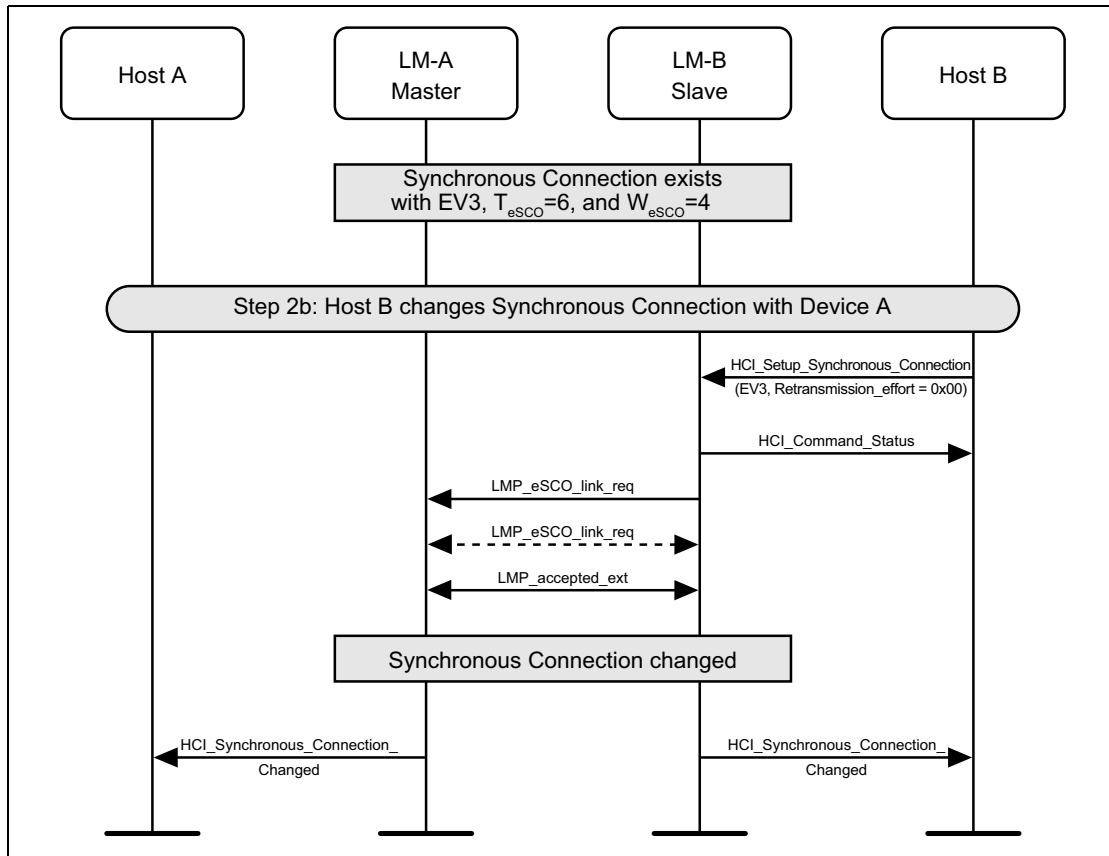 Host A
LM-A
Master
LM-B
Slave
Host B
Synchronous Connection exists
with EV3, TeSCO=6, and WeSCO=4
Step 2b: Host B changes Synchronous Connection with Device A
HCI_Setup_Synchronous_Connection
(EV3, Retransmission_effort = 0x00)
HCI_Command_Status
LMP_eSCO_link_req
LMP_eSCO_link_req
LMP_accepted_ext
Synchronous Connection changed
HCI_Synchronous_Connection_
Changed
HCI_Synchronous_Connection_
Changed